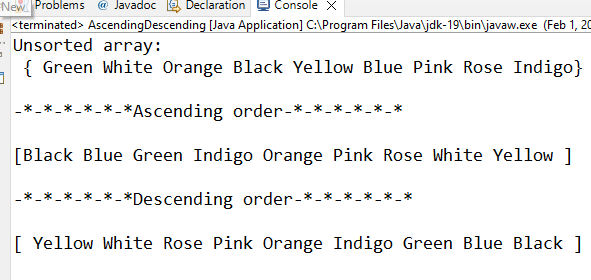 New
Problems @ Javadoc Declaration Console
<terminated> AscendingDescending [Java Application] C:\Program Files\Java\jdk-19\bin\javaw.exe (Feb 1, 20
Unsorted array:
{ Green White Orange Black Yellow Blue Pink Rose Indigo}
-*-*-*-*-*-*Ascending order-*-*-*-*-*-*
[Black Blue Green Indigo Orange Pink Rose White Yellow ]
-*-*-*-*-*-*Descending order-*-*-*-*-*-*
[ Yellow White Rose Pink Orange Indigo Green Blue Black ]